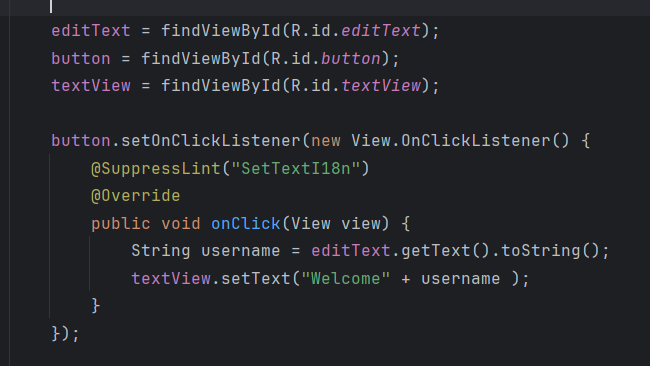 editText = findViewById(R.id.editText);
button = findViewById(R.id.button);
textView = findViewById(R.id.textView);
button.setOnClickListener(new View.OnClickListener() {
@SuppressLint("SetTextI18n")
@Override
public void onClick(View view) {
String username = editText.getText().toString();
textView.setText("Welcome" + username );
}
});